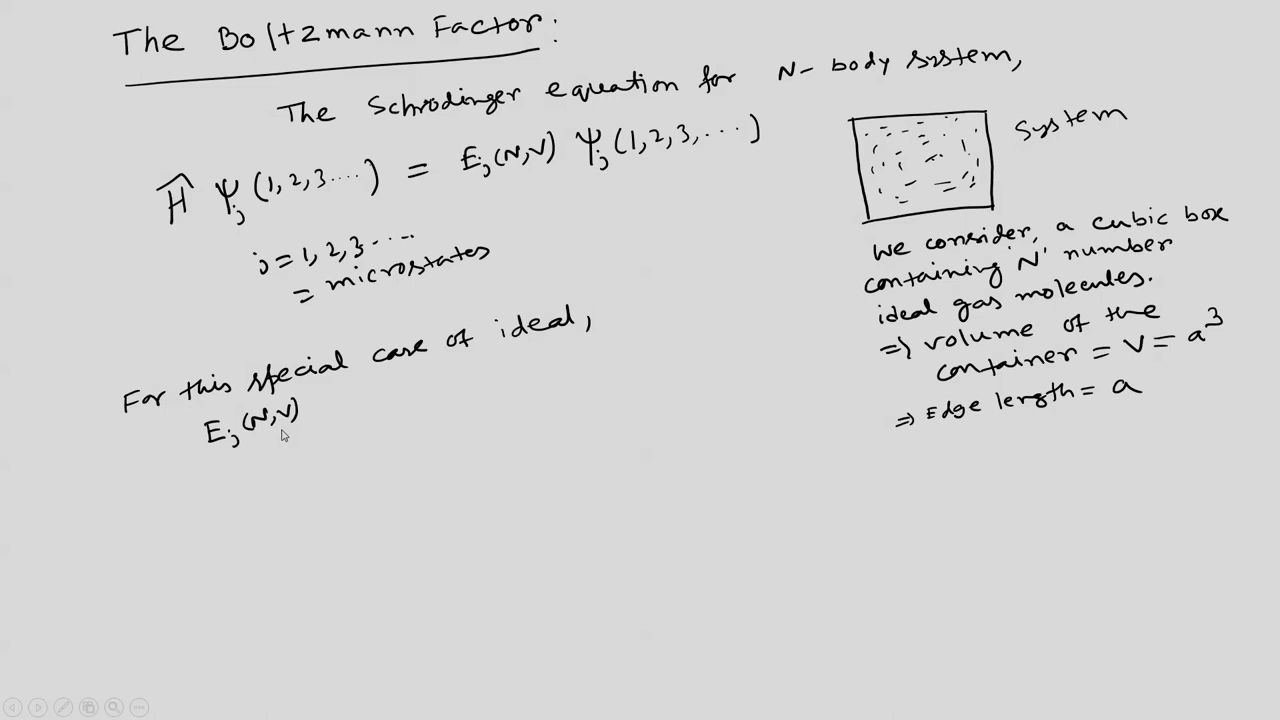 The Boltzmann Factor:
The Schrodinger equation for N-body system,
Ĥ Ψj (1, 2, 3....) = Ej (N, V) Ψj (1, 2, 3, ....)
j = 1, 2, 3.....
= microstates
For this special case of ideal,
Ej (N, V)
System
We consider, a cubic box
containing 'N' number
ideal gas molecules.
=> volume of the
container = V = a³
=> Edge length = a